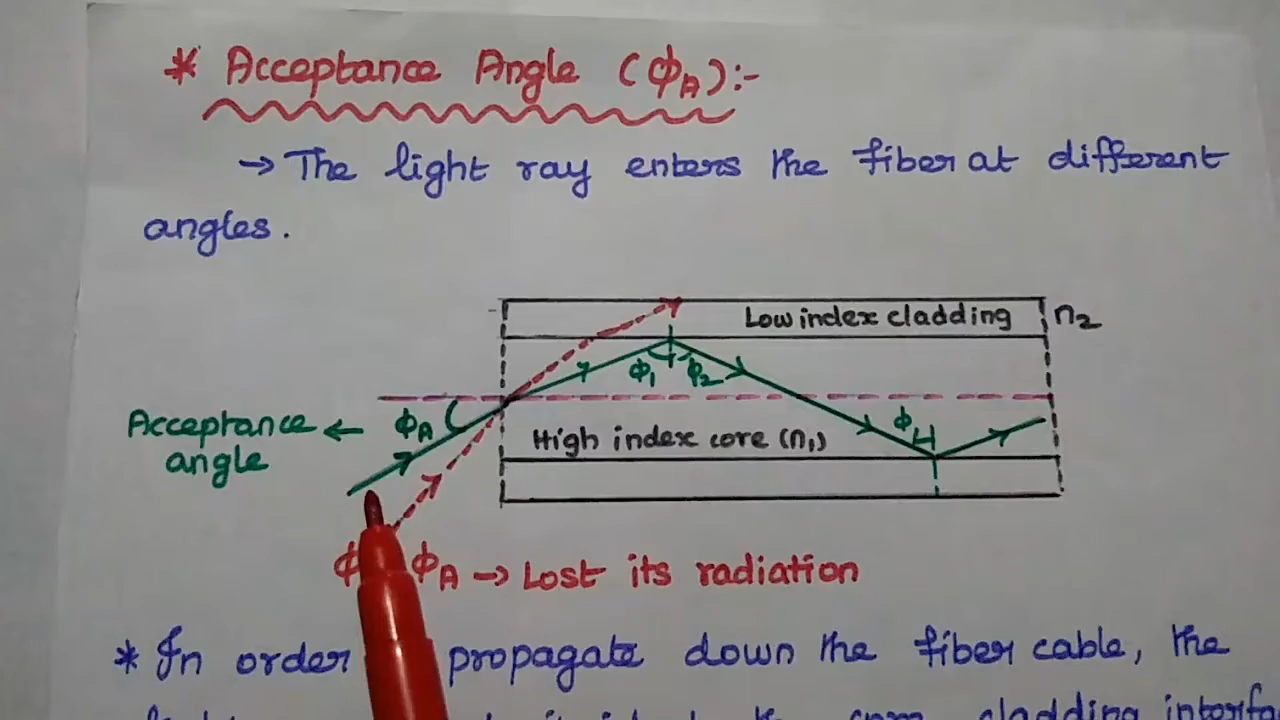 * Acceptance Angle (ϕA):-
→ The light ray enters the fiber at different
angles.
Low index cladding n2
ϕ1 ϕ2
Acceptance ← ϕA
angle
ϕ
High index core (n1)
ϕA → Lost its radiation
* In order propagate down the fiber cable, the
cladding